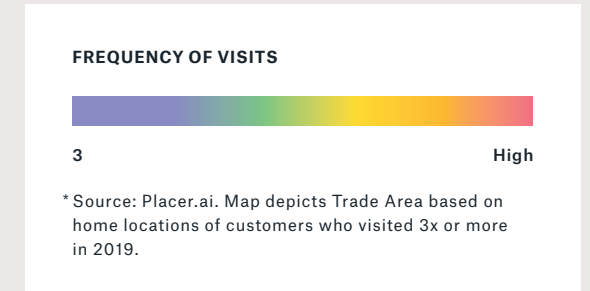 FREQUENCY OF VISITS
3 High
* Source: Placer.ai. Map depicts Trade Area based on
home locations of customers who visited 3x or more
in 2019.